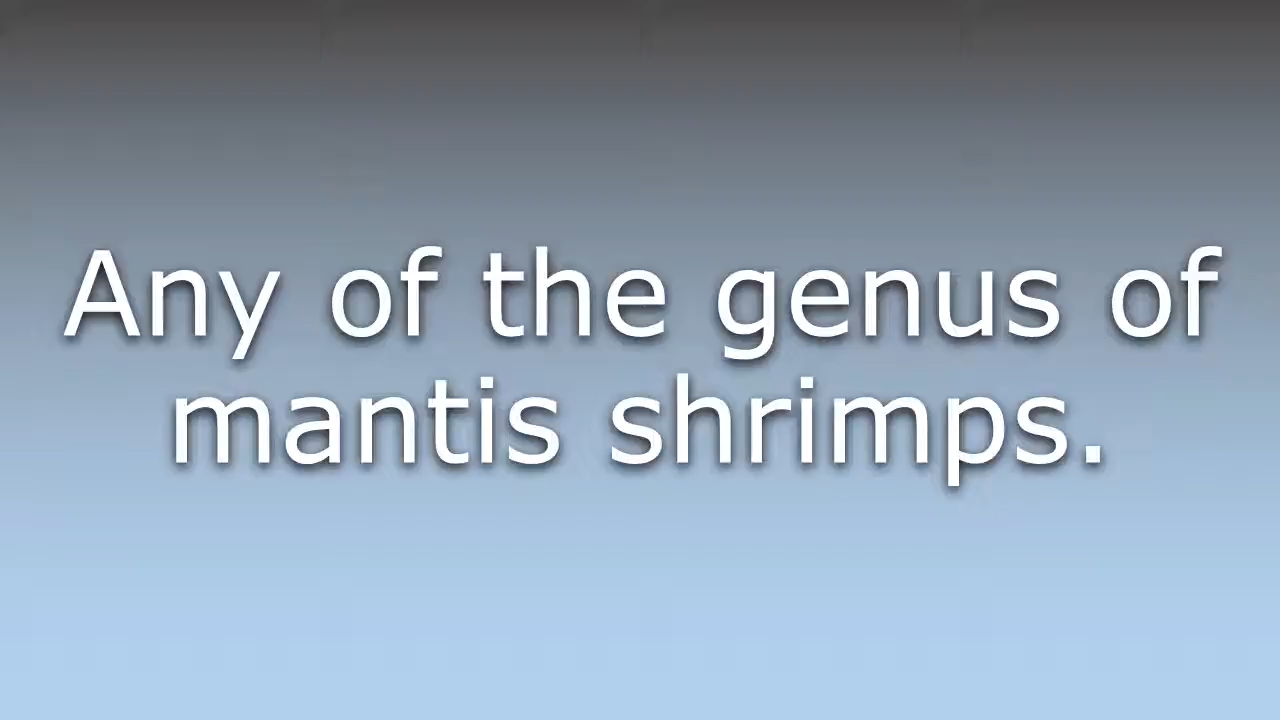 Any of the genus of
mantis shrimps.